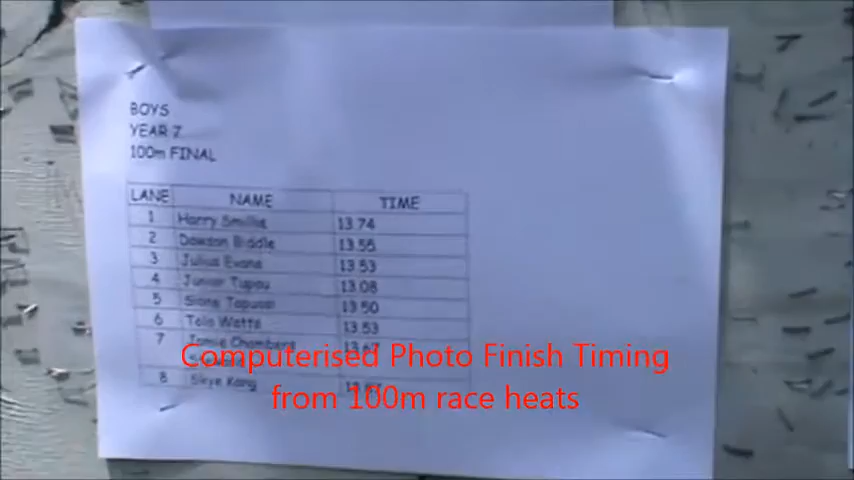 BOYS
YEAR 7
100m FINAL
LANE NAME TIME
1 Harry Smillie 13.74
2 Dawson Biddle 13.55
3 Julius Evans 13.53
4 Junior Tupou 13.08
5 Sione 13.50
6 Watts 13.53
7 Jamie Chambers
8 Skye Kang
Computerised Photo Finish Timing
from 100m race heats